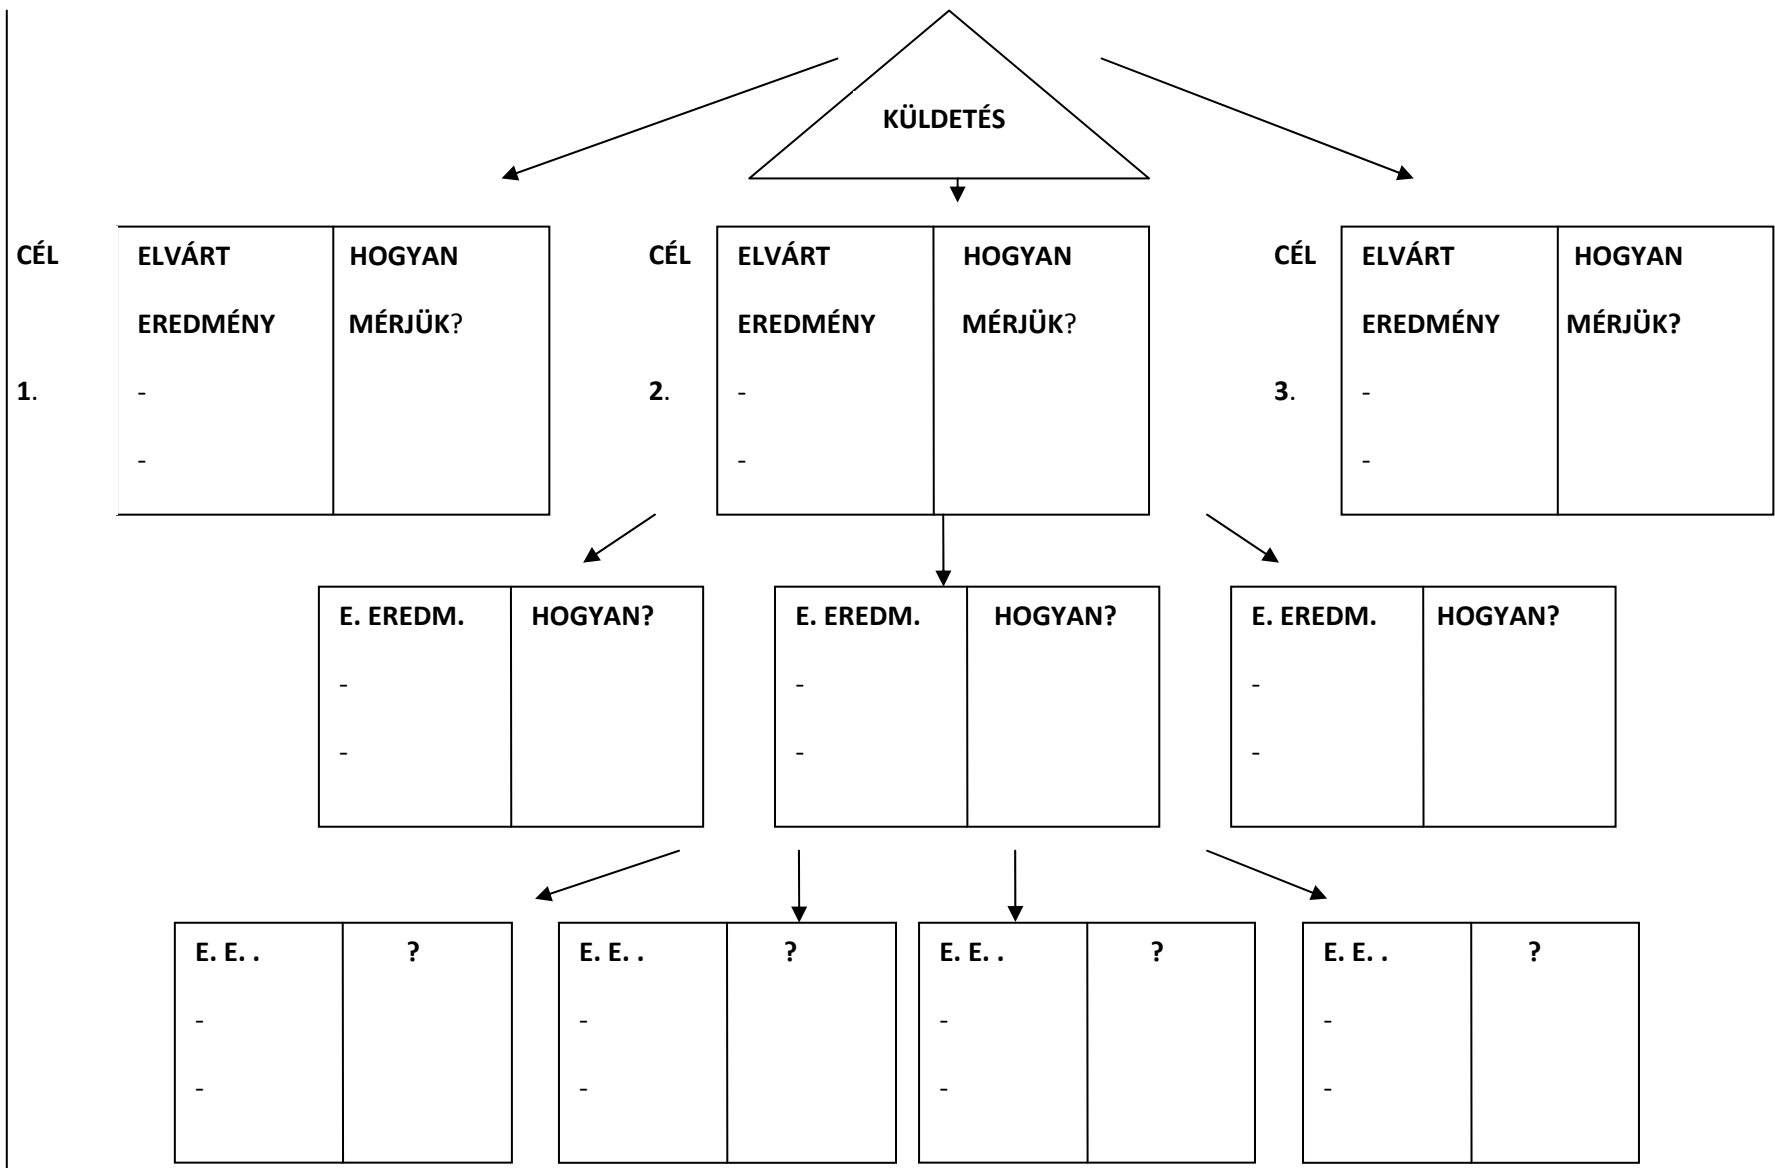 KÜLDETÉS
CÉL ELVÁRT HOGYAN CÉL ELVÁRT HOGYAN CÉL ELVÁRT HOGYAN
EREDMÉNY MÉRJÜK? EREDMÉNY MÉRJÜK? EREDMÉNY MÉRJÜK?
1. - 2. - 3. -
- - -
E. EREDM. HOGYAN? E. EREDM. HOGYAN? E. EREDM. HOGYAN?
- - -
- - -
E. E. . ? E. E. . ? E. E. . ? E. E. . ?
- - - -
- - - -